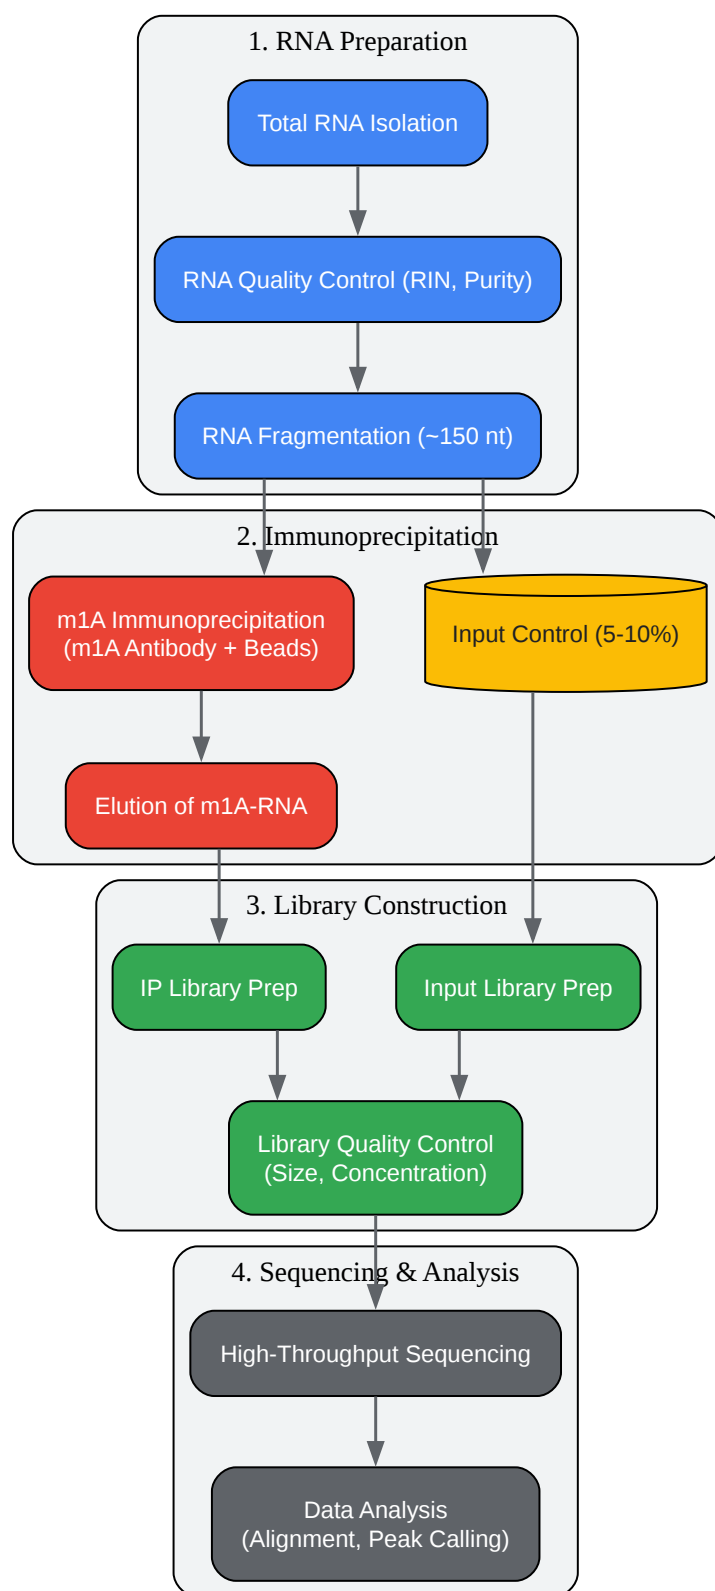 1. RNA Preparation
Total RNA Isolation
RNA Quality Control (RIN, Purity)
RNA Fragmentation (~150 nt)
2. Immunoprecipitation
m1A Immunoprecipitation
(m1A Antibody + Beads)
Input Control (5-10%)
Elution of m1A-RNA
3. Library Construction
IP Library Prep
Input Library Prep
Library Quality Control
(Size, Concentration)
4. Sequencing & Analysis
High-Throughput Sequencing
Data Analysis
(Alignment, Peak Calling)